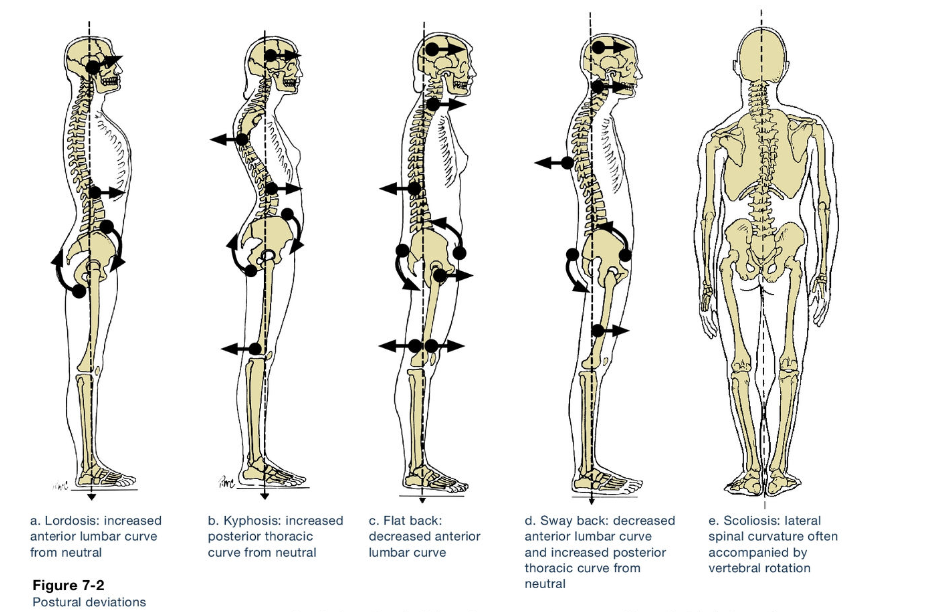 a. Lordosis: increased
anterior lumbar curve
from neutral
b. Kyphosis: increased
posterior thoracic
curve from neutral
c. Flat back:
decreased anterior
lumbar curve
d. Sway back: decreased
anterior lumbar curve
and increased posterior
thoracic curve from
neutral
e. Scoliosis: lateral
spinal curvature often
accompanied by
vertebral rotation
Figure 7-2
Postural deviations